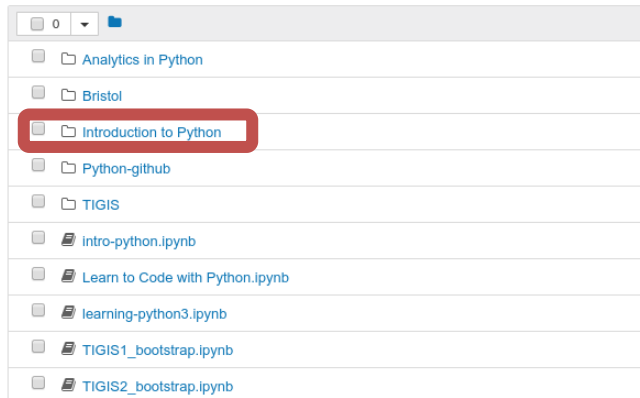 0
Analytics in Python
Bristol
Introduction to Python
Python-github
TIGIS
intro-python.ipynb
Learn to Code with Python.ipynb
learning-python3.ipynb
TIGIS1_bootstrap.ipynb
TIGIS2_bootstrap.ipynb